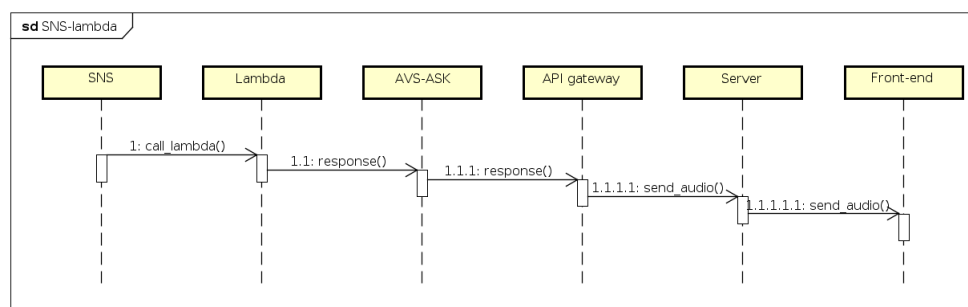 sd SNS-lambda
SNS
Lambda
AVS-ASK
API gateway
Server
Front-end
1: call_lambda()
1.1: response()
1.1.1: response()
1.1.1.1: send_audio()
1.1.1.1.1: send_audio()